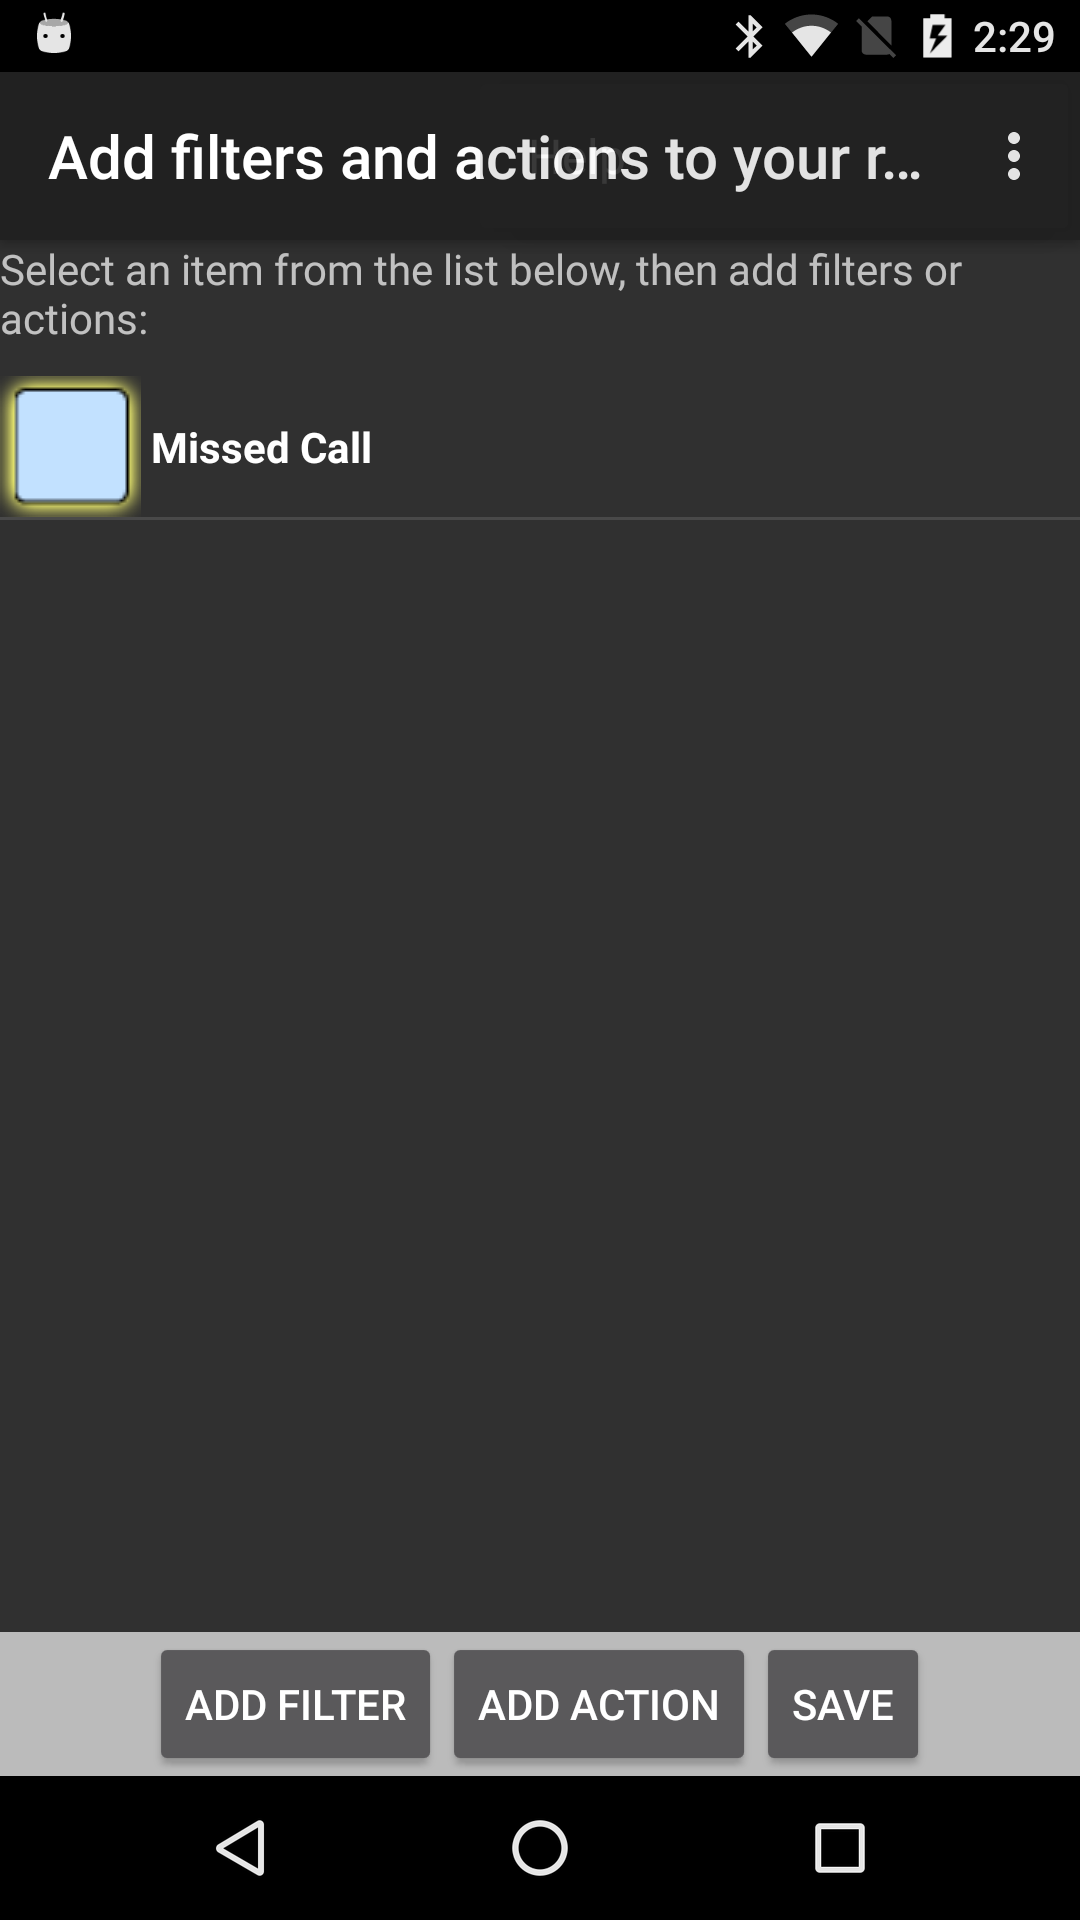 2:29
Add filters and actions to your r...
Help
Select an item from the list below, then add filters or
actions:
Missed Call
ADD FILTER
ADD ACTION
SAVE